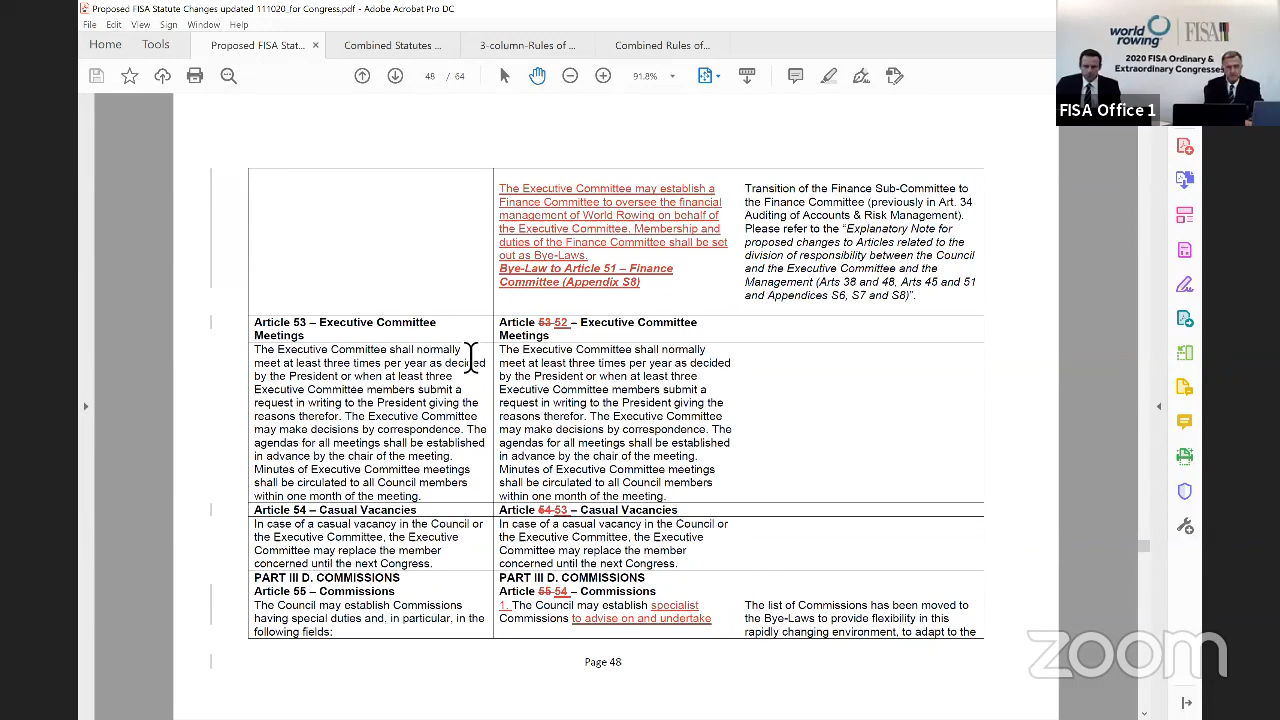 Proposed FISA Statute Changes updated 111020_for Congress.pdf - Adobe Acrobat Pro DC
File Edit View Sign Window Help
Home Tools Proposed FISA Stat... × Combined Statutes ... 3-column-Rules of ... Combined Rules of...
48 / 64 91.8%
world rowing FISA
2020 FISA Ordinary &
Extraordinary Congresses
FISA Office 1
The Executive Committee may establish a
Finance Committee to oversee the financial
management of World Rowing on behalf of
the Executive Committee. Membership and
duties of the Finance Committee shall be set
out as Bye-Laws.
Bye-Law to Article 51 – Finance
Committee (Appendix S8)
Transition of the Finance Sub-Committee to
the Finance Committee (previously in Art. 34
Auditing of Accounts & Risk Management).
Please refer to the “Explanatory Note for
proposed changes to Articles related to the
division of responsibility between the Council
and the Executive Committee and the
Management (Arts 38 and 48, Arts 45 and 51
and Appendices S6, S7 and S8)”.
Article 53 – Executive Committee
Meetings
Article 53 52 – Executive Committee
Meetings
The Executive Committee shall normally
meet at least three times per year as decided
by the President or when at least three
Executive Committee members submit a
request in writing to the President giving the
reasons therefor. The Executive Committee
may make decisions by correspondence. The
agendas for all meetings shall be established
in advance by the chair of the meeting.
Minutes of Executive Committee meetings
shall be circulated to all Council members
within one month of the meeting.
The Executive Committee shall normally
meet at least three times per year as decided
by the President or when at least three
Executive Committee members submit a
request in writing to the President giving the
reasons therefor. The Executive Committee
may make decisions by correspondence. The
agendas for all meetings shall be established
in advance by the chair of the meeting.
Minutes of Executive Committee meetings
shall be circulated to all Council members
within one month of the meeting.
Article 54 – Casual Vacancies
Article 54 53 – Casual Vacancies
In case of a casual vacancy in the Council or
the Executive Committee, the Executive
Committee may replace the member
concerned until the next Congress.
In case of a casual vacancy in the Council or
the Executive Committee, the Executive
Committee may replace the member
concerned until the next Congress.
PART III D. COMMISSIONS
Article 55 – Commissions
PART III D. COMMISSIONS
Article 55 54 – Commissions
The Council may establish Commissions
having special duties and, in particular, in the
following fields:
1. The Council may establish specialist
Commissions to advise on and undertake
The list of Commissions has been moved to
the Bye-Laws to provide flexibility in this
rapidly changing environment, to adapt to the
Page 48
zoom